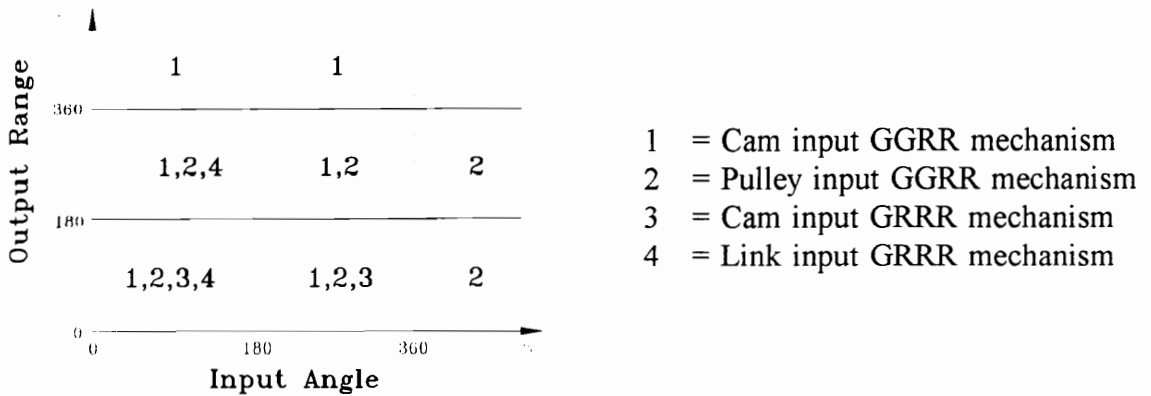 Output Range
1 1
360
1,2,4 1,2 2
180
1,2,3,4 1,2,3 2
0
0 180 360
Input Angle
1 = Cam input GGRR mechanism
2 = Pulley input GGRR mechanism
3 = Cam input GRRR mechanism
4 = Link input GRRR mechanism